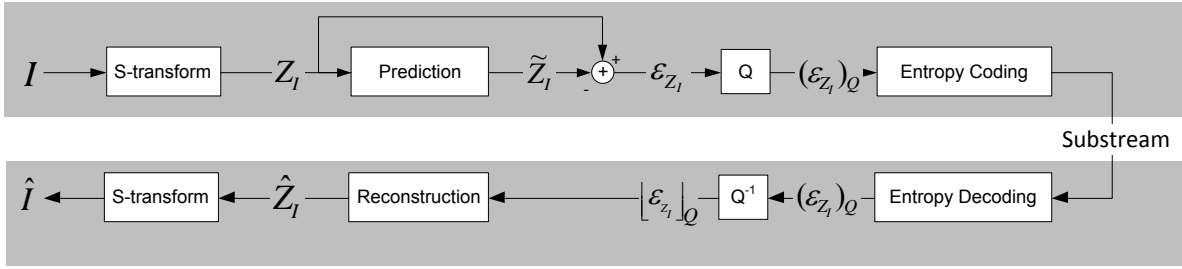 I S-transform Z_I Prediction Z̃_I - + + ε_{Z_I} Q (ε_{Z_I})_Q Entropy Coding
Substream
Î S-transform Ẑ_I Reconstruction ⌊ε_{Z_I}⌋_Q Q⁻¹ (ε_{Z_I})_Q Entropy Decoding